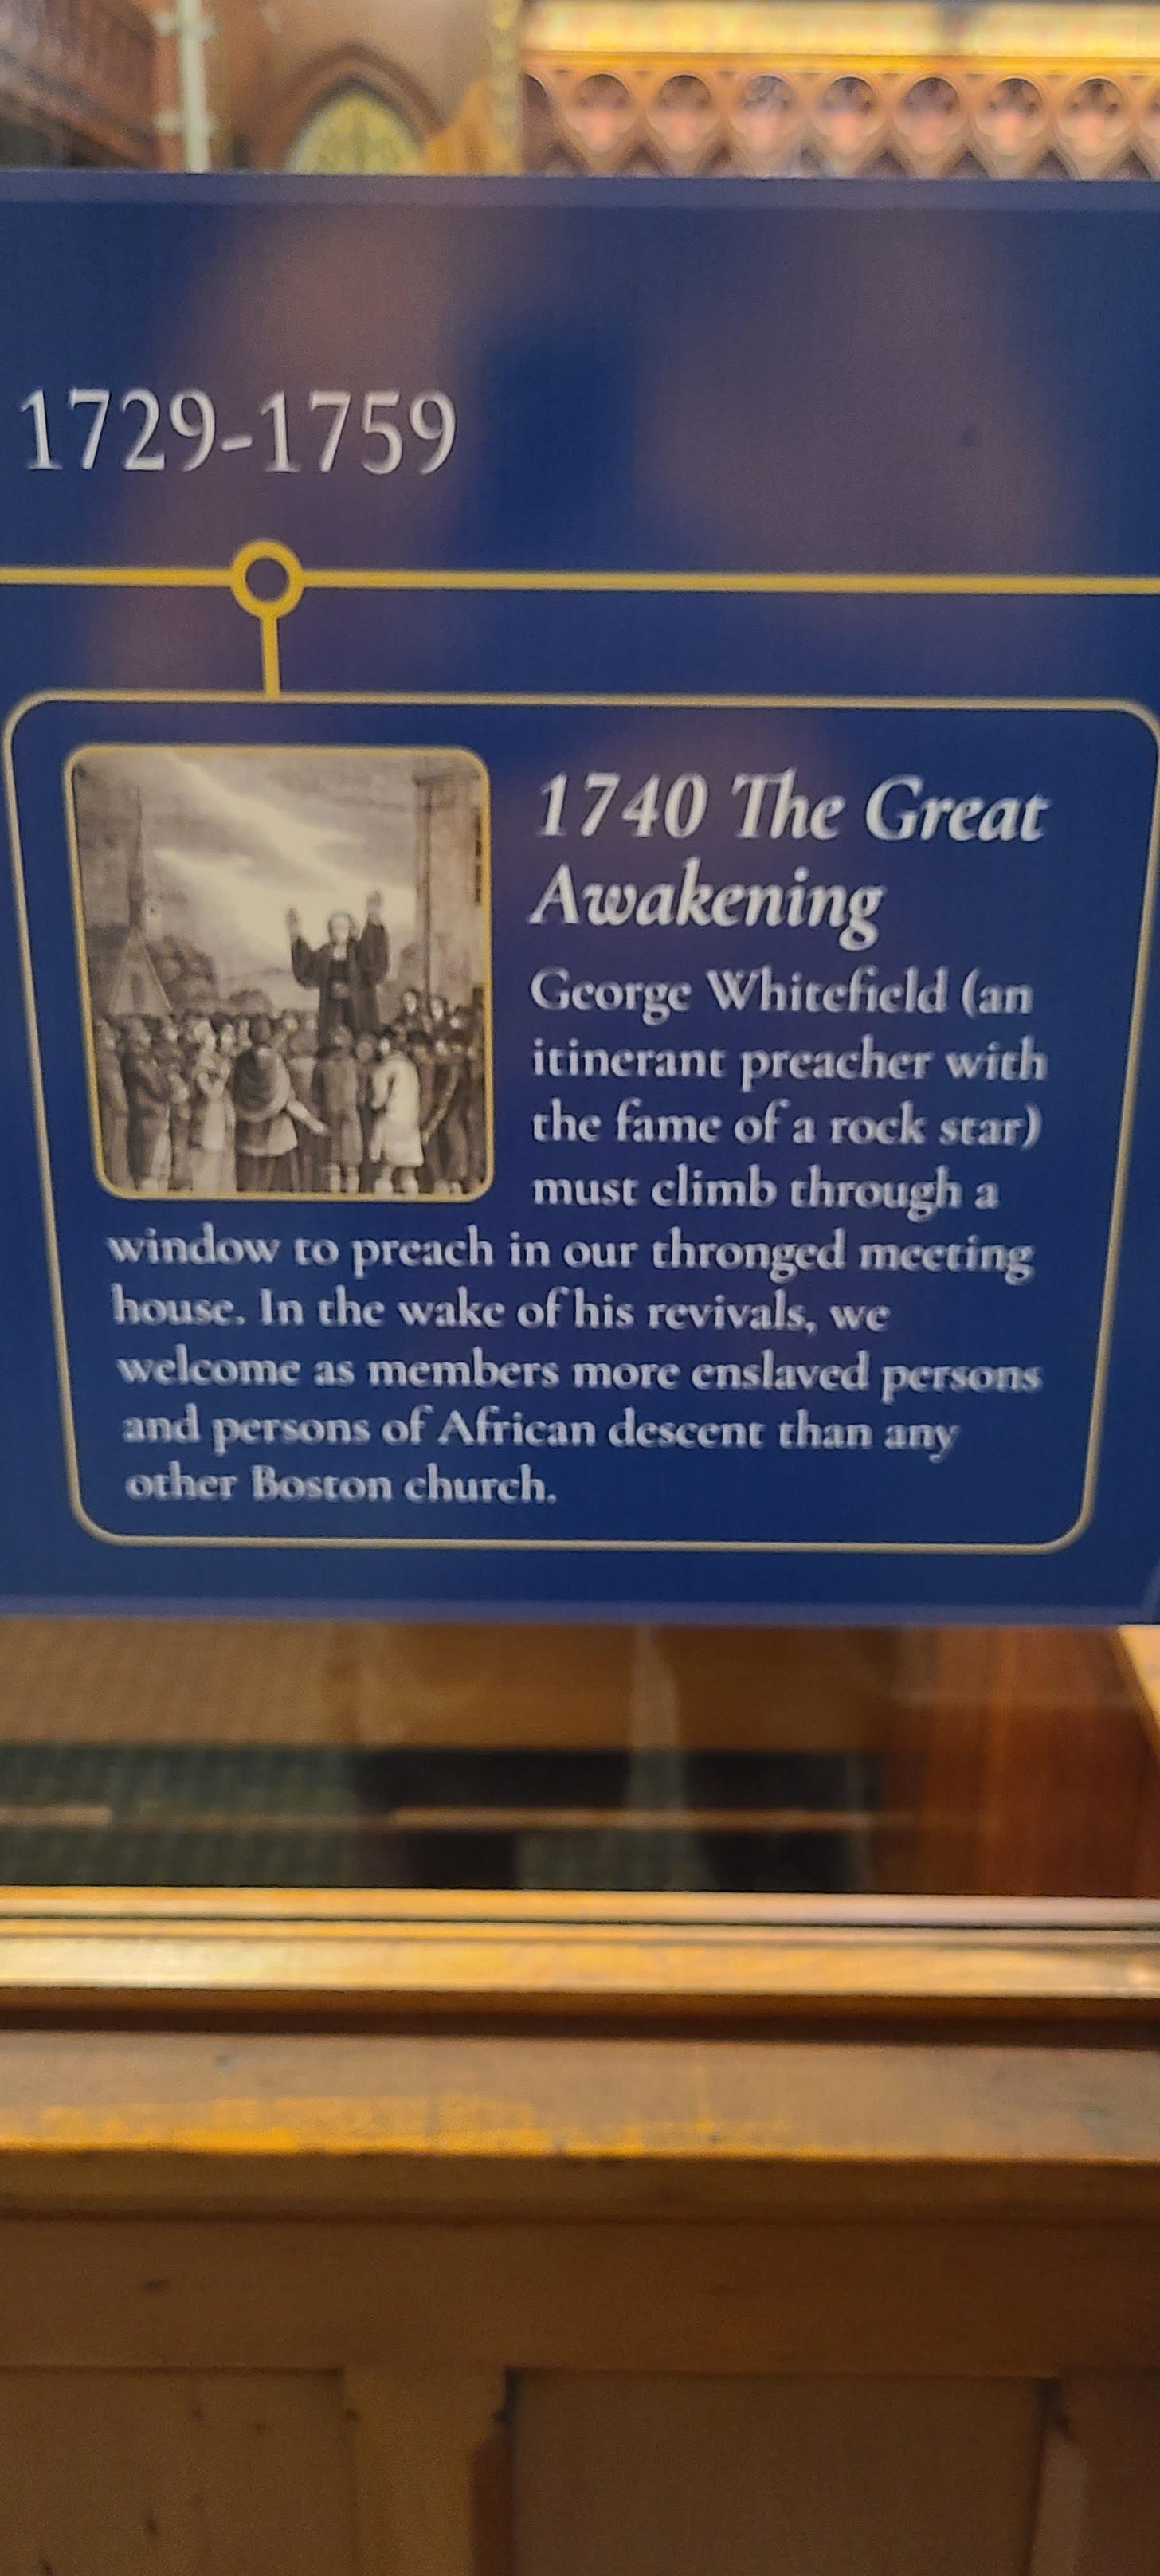 1729-1759
1740 The Great
Awakening
George Whitefield (an
itinerant preacher with
the fame of a rock star)
must climb through a
window to preach in our thronged meeting
house. In the wake of his revivals, we
welcome as members more enslaved persons
and persons of African descent than any
other Boston church.